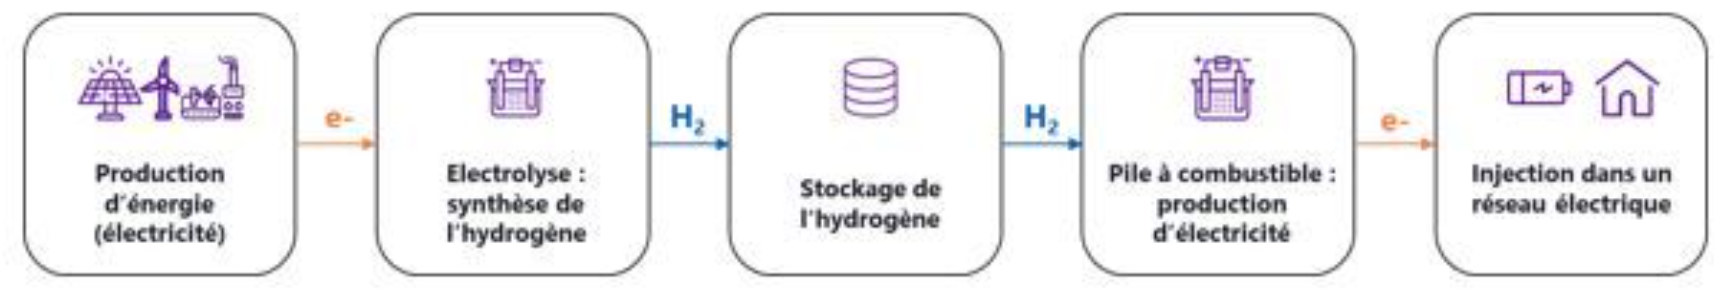 Production
d'énergie
(électricité)
e-
Electrolyse :
synthèse de
l'hydrogène
H₂
Stockage de
l'hydrogène
H₂
Pile à combustible :
production
d'électricité
e-
Injection dans un
réseau électrique